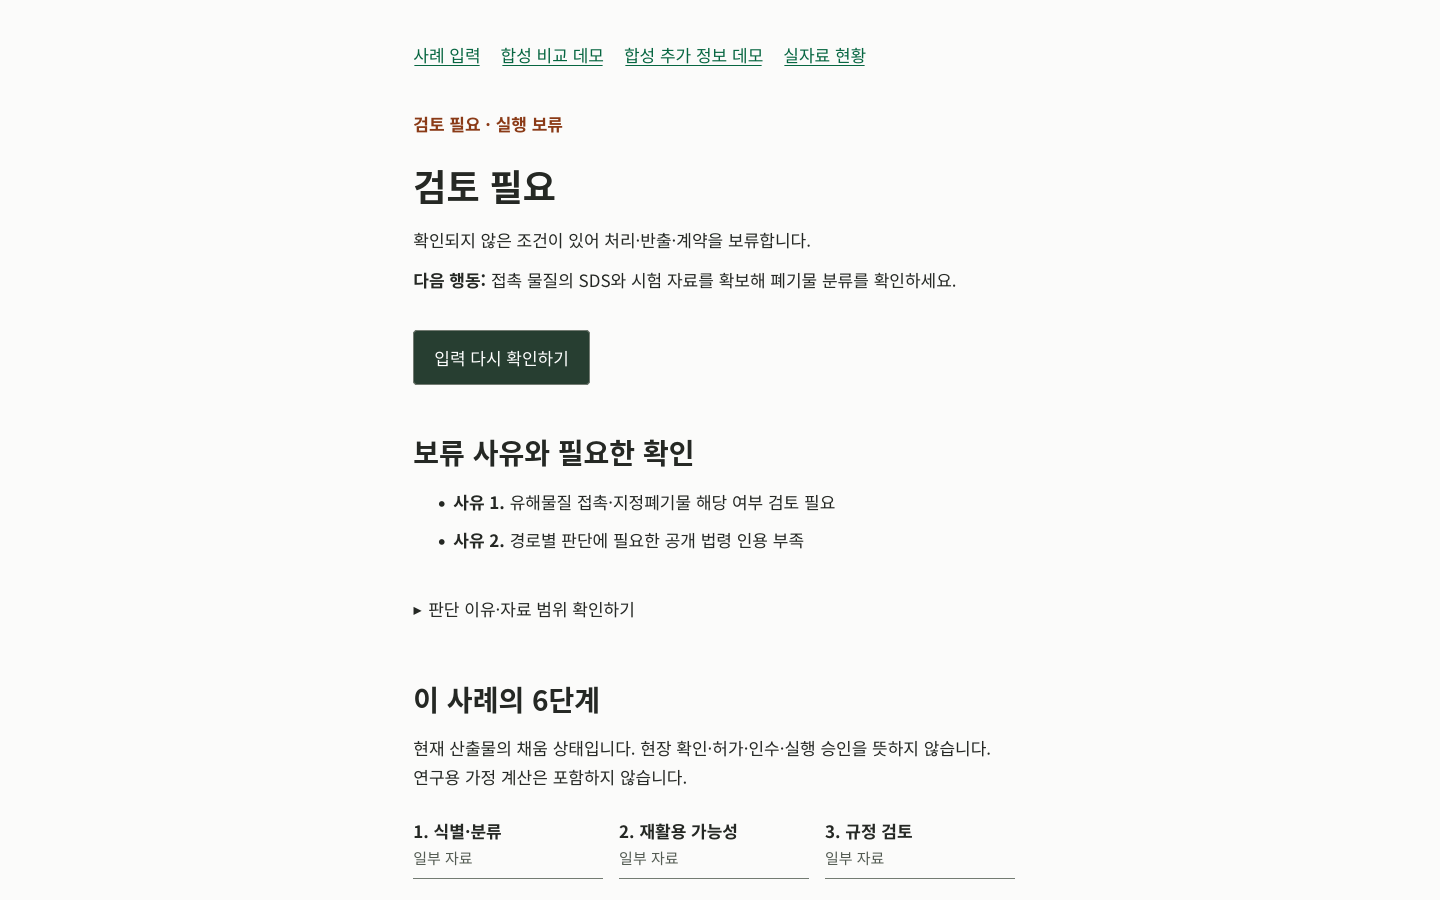 사례 입력 합성 비교 데모 합성 추가 정보 데모 실자료 현황
검토 필요 · 실행 보류
검토 필요
확인되지 않은 조건이 있어 처리·반출·계약을 보류합니다.
다음 행동: 접촉 물질의 SDS와 시험 자료를 확보해 폐기물 분류를 확인하세요.
입력 다시 확인하기
보류 사유와 필요한 확인
• 사유 1. 유해물질 접촉·지정폐기물 해당 여부 검토 필요
• 사유 2. 경로별 판단에 필요한 공개 법령 인용 부족
▸ 판단 이유·자료 범위 확인하기
이 사례의 6단계
현재 산출물의 채움 상태입니다. 현장 확인·허가·인수·실행 승인을 뜻하지 않습니다.
연구용 가정 계산은 포함하지 않습니다.
1. 식별·분류 2. 재활용 가능성 3. 규정 검토
일부 자료 일부 자료 일부 자료